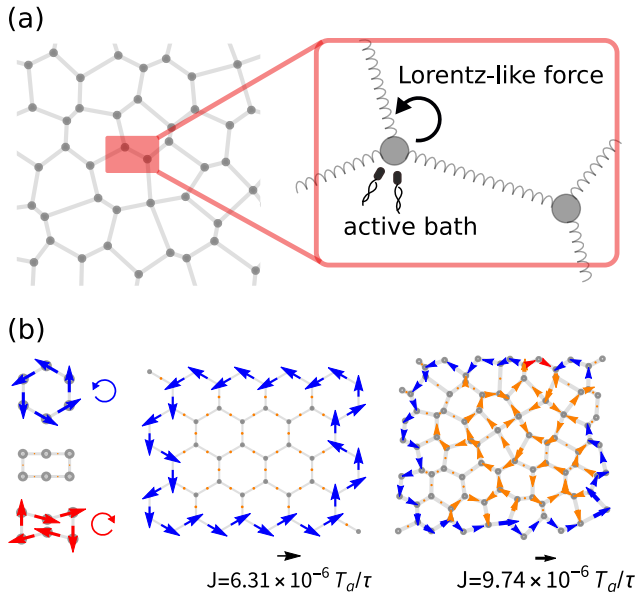 (a)
Lorentz-like force
active bath
(b)
J=6.31 × 10⁻⁶ Tₐ/τ
J=9.74 × 10⁻⁶ Tₐ/τ